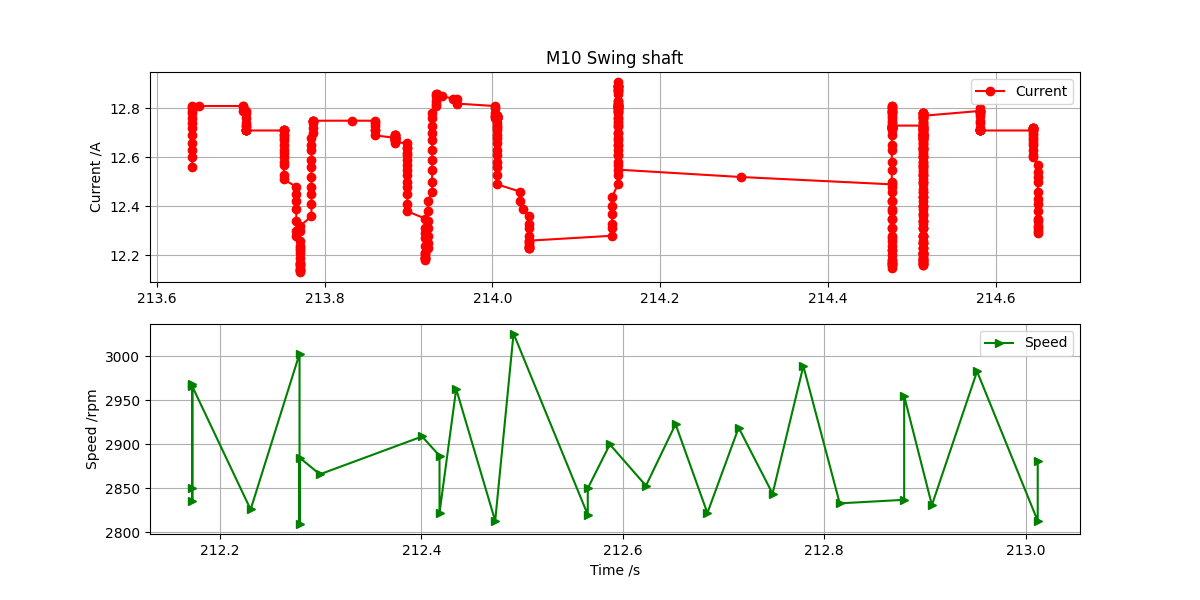 M10 Swing shaft
Current /A
12.8
12.6
12.4
12.2
Current
213.6 213.8 214.0 214.2 214.4 214.6
Speed /rpm
3000
2950
2900
2850
2800
Speed
212.2 212.4 212.6 212.8 213.0
Time /s